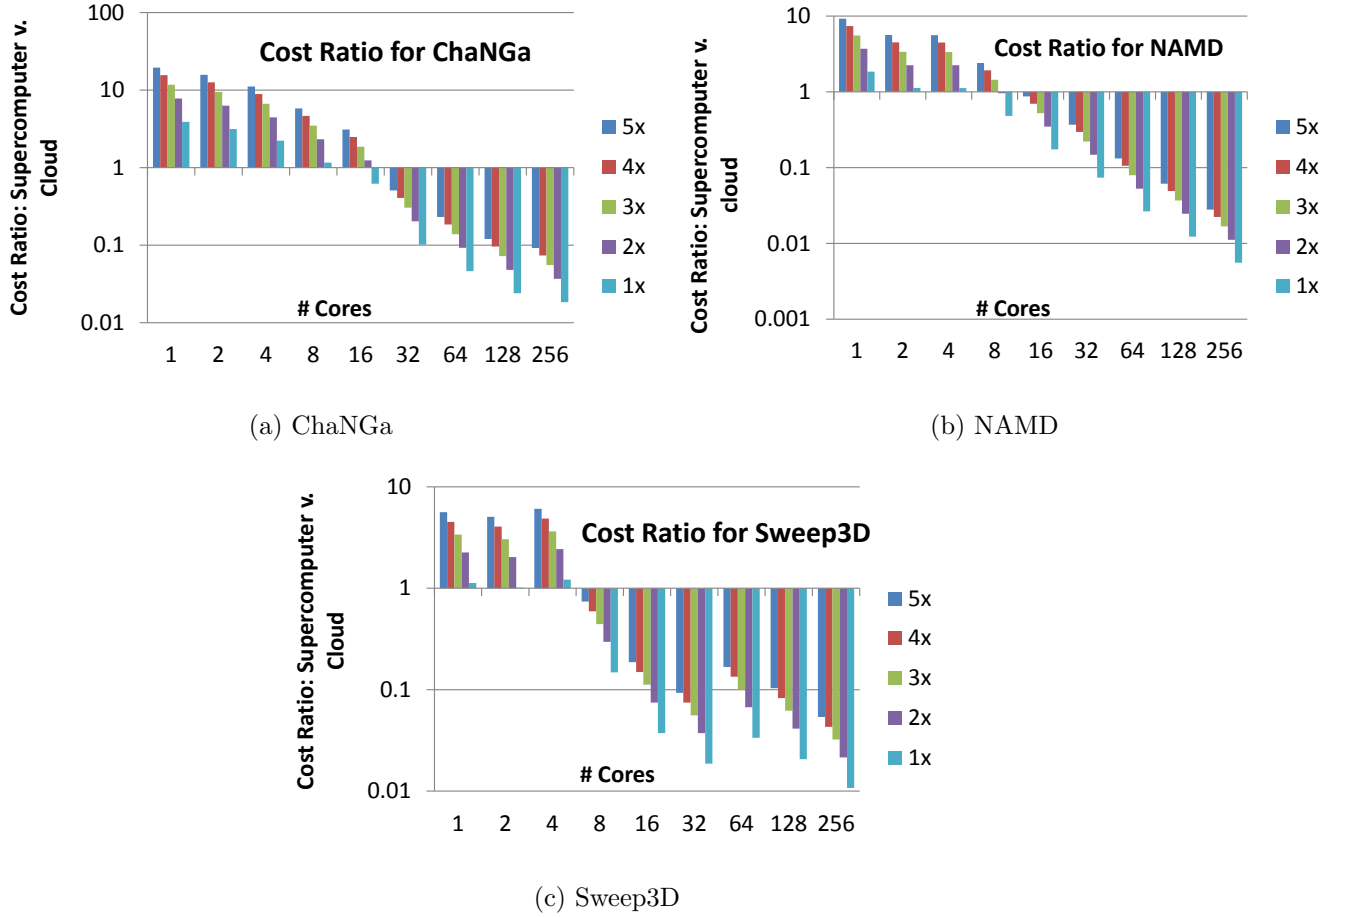 Cost Ratio: Supercomputer v.
Cloud
100
10
1
0.1
0.01
Cost Ratio for ChaNGa
# Cores
1 2 4 8 16 32 64 128 256
5x
4x
3x
2x
1x
(a) ChaNGa
Cost Ratio: Supercomputer v.
cloud
10
1
0.1
0.01
0.001
Cost Ratio for NAMD
# Cores
1 2 4 8 16 32 64 128 256
5x
4x
3x
2x
1x
(b) NAMD
Cost Ratio: Supercomputer v.
Cloud
10
1
0.1
0.01
Cost Ratio for Sweep3D
# Cores
1 2 4 8 16 32 64 128 256
5x
4x
3x
2x
1x
(c) Sweep3D